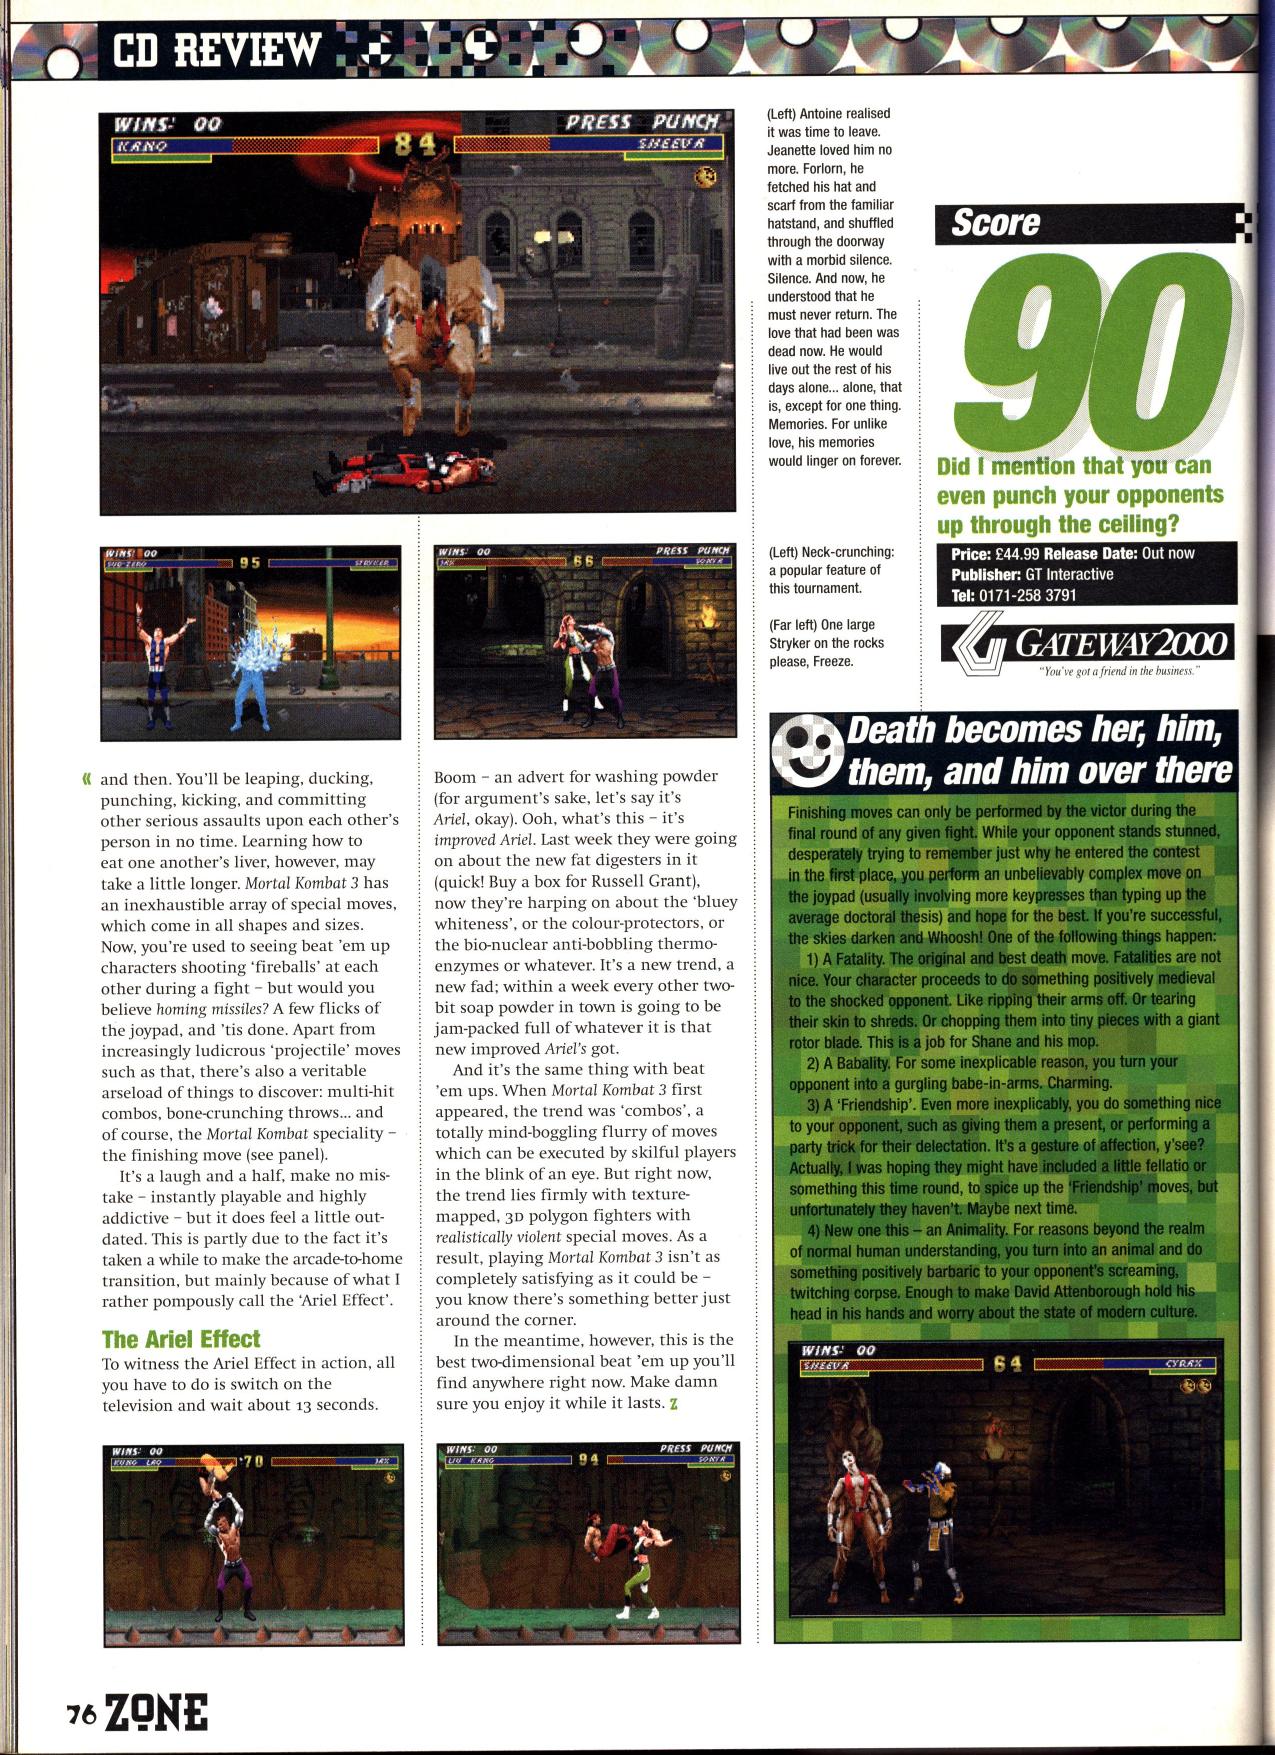 CD REVIEW
WINS: 00
PRESS PUNCH
KANO
84
SHEEVA
(Left) Antoine realised
it was time to leave.
Jeanette loved him no
more. Forlorn, he
fetched his hat and
scarf from the familiar
hatstand, and shuffled
through the doorway
with a morbid silence.
Silence. And now, he
understood that he
must never return. The
love that had been was
dead now. He would
live out the rest of his
days alone... alone, that
is, except for one thing.
Memories. For unlike
love, his memories
would linger on forever.
Score
90
Did I mention that you can
even punch your opponents
up through the ceiling?
Price: £44.99 Release Date: Out now
Publisher: GT Interactive
Tel: 0171-258 3791
GATEWAY2000
"You've got a friend in the business."
WINS: 00
SUB-ZERO
95
STRYKER
WINS: 00
PRESS PUNCH
JAX
66
SONYA
(Left) Neck-crunching:
a popular feature of
this tournament.
(Far left) One large
Stryker on the rocks
please, Freeze.
« and then. You'll be leaping, ducking,
punching, kicking, and committing
other serious assaults upon each other's
person in no time. Learning how to
eat one another's liver, however, may
take a little longer. Mortal Kombat 3 has
an inexhaustible array of special moves,
which come in all shapes and sizes.
Now, you're used to seeing beat 'em up
characters shooting 'fireballs' at each
other during a fight – but would you
believe homing missiles? A few flicks of
the joypad, and 'tis done. Apart from
increasingly ludicrous 'projectile' moves
such as that, there's also a veritable
arseload of things to discover: multi-hit
combos, bone-crunching throws... and
of course, the Mortal Kombat speciality –
the finishing move (see panel).
It's a laugh and a half, make no mis-
take – instantly playable and highly
addictive – but it does feel a little out-
dated. This is partly due to the fact it's
taken a while to make the arcade-to-home
transition, but mainly because of what I
rather pompously call the 'Ariel Effect'.
The Ariel Effect
To witness the Ariel Effect in action, all
you have to do is switch on the
television and wait about 13 seconds.
Boom – an advert for washing powder
(for argument's sake, let's say it's
Ariel, okay). Ooh, what's this – it's
improved Ariel. Last week they were going
on about the new fat digesters in it
(quick! Buy a box for Russell Grant),
now they're harping on about the 'bluey
whiteness', or the colour-protectors, or
the bio-nuclear anti-bobbling thermo-
enzymes or whatever. It's a new trend, a
new fad; within a week every other two-
bit soap powder in town is going to be
jam-packed full of whatever it is that
new improved Ariel's got.
And it's the same thing with beat
'em ups. When Mortal Kombat 3 first
appeared, the trend was 'combos', a
totally mind-boggling flurry of moves
which can be executed by skilful players
in the blink of an eye. But right now,
the trend lies firmly with texture-
mapped, 3D polygon fighters with
realistically violent special moves. As a
result, playing Mortal Kombat 3 isn't as
completely satisfying as it could be –
you know there's something better just
around the corner.
In the meantime, however, this is the
best two-dimensional beat 'em up you'll
find anywhere right now. Make damn
sure you enjoy it while it lasts. Z
Death becomes her, him,
them, and him over there
Finishing moves can only be performed by the victor during the
final round of any given fight. While your opponent stands stunned,
desperately trying to remember just why he entered the contest
in the first place, you perform an unbelievably complex move on
the joypad (usually involving more keypresses than typing up the
average doctoral thesis) and hope for the best. If you're successful,
the skies darken and Whoosh! One of the following things happen:
1) A Fatality. The original and best death move. Fatalities are not
nice. Your character proceeds to do something positively medieval
to the shocked opponent. Like ripping their arms off. Or tearing
their skin to shreds. Or chopping them into tiny pieces with a giant
rotor blade. This is a job for Shane and his mop.
2) A Babality. For some inexplicable reason, you turn your
opponent into a gurgling babe-in-arms. Charming.
3) A 'Friendship'. Even more inexplicably, you do something nice
to your opponent, such as giving them a present, or performing a
party trick for their delectation. It's a gesture of affection, y'see?
Actually, I was hoping they might have included a little fellatio or
something this time round, to spice up the 'Friendship' moves, but
unfortunately they haven't. Maybe next time.
4) New one this – an Animality. For reasons beyond the realm
of normal human understanding, you turn into an animal and do
something positively barbaric to your opponent's screaming,
twitching corpse. Enough to make David Attenborough hold his
head in his hands and worry about the state of modern culture.
WINS: 00
SHEEVA
64
CYRAX
WINS: 00
KUNG LAO
70
JAX
WINS: 00
PRESS PUNCH
LIU KANG
94
SONYA
76 ZONE